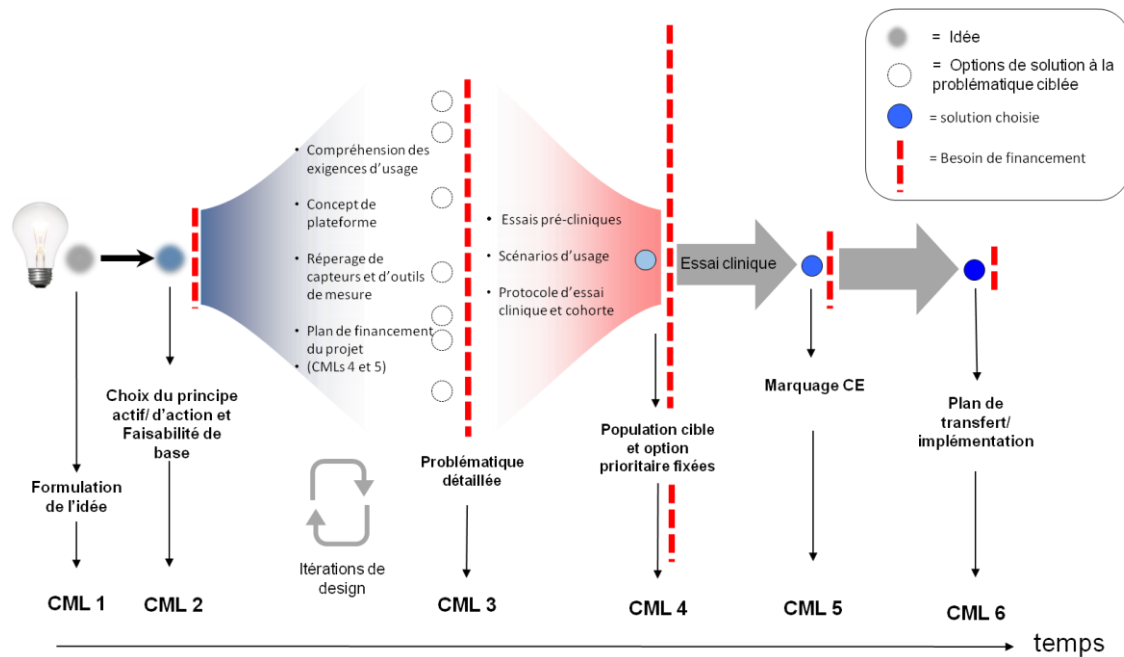 = Idée
= Options de solution à la
problématique ciblée
= solution choisie
= Besoin de financement
• Compréhension des
exigences d'usage
• Concept de
plateforme
• Réperage de
capteurs et d'outils
de mesure
• Plan de financement
du projet
• (CMLs 4 et 5)
• Essais pré-cliniques
• Scénarios d'usage
• Protocole d'essai
clinique et cohorte
Essai clinique
Formulation
de l'idée
Choix du principe
actif/ d'action et
Faisabilité de
base
Itérations de
design
Problématique
détaillée
Population cible
et option
prioritaire fixées
Marquage CE
Plan de
transfert/
implémentation
CML 1
CML 2
CML 3
CML 4
CML 5
CML 6
temps